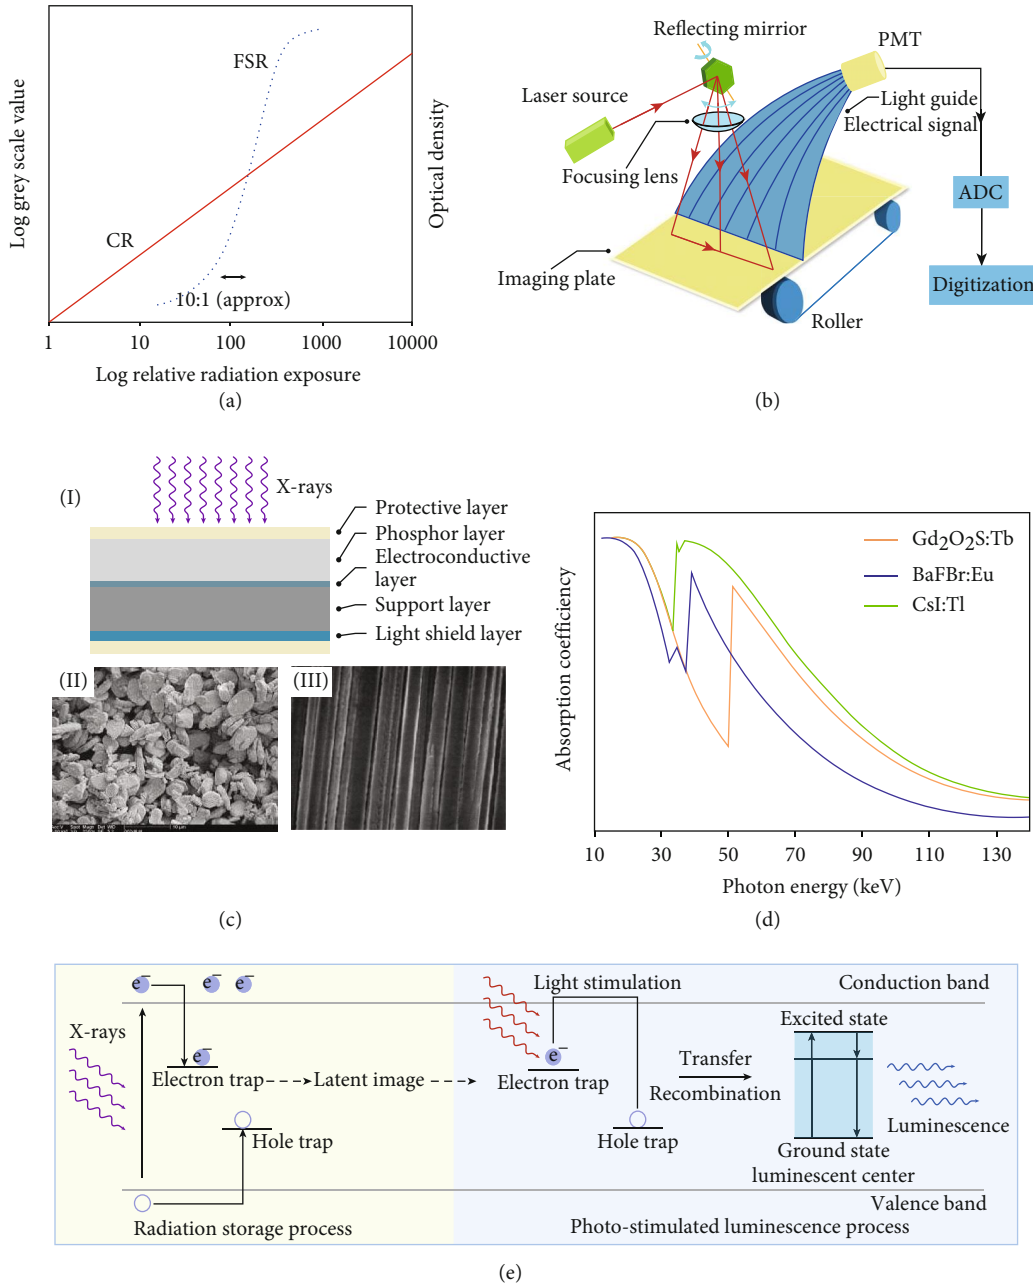 Log grey scale value
FSR
CR
10:1 (approx)
Optical density
1
10
100
1000
10000
Log relative radiation exposure
(a)
Reflecting mirrior
PMT
Laser source
Light guide
Electrical signal
Focusing lens
ADC
Imaging plate
Digitization
Roller
(b)
(I)
X-rays
Protective layer
Phosphor layer
Electroconductive
layer
Support layer
Light shield layer
(II)
(III)
(c)
Absorption coefficiency
Gd2O2S:Tb
BaFBr:Eu
CsI:Tl
10
30
50
70
90
110
130
Photon energy (keV)
(d)
e−
e−
e−
X-rays
e−
Electron trap
Latent image
Hole trap
Radiation storage process
Light stimulation
Conduction band
e−
Electron trap
Hole trap
Transfer
Recombination
Excited state
Luminescence
Ground state
luminescent center
Valence band
Photo-stimulated luminescence process
(e)